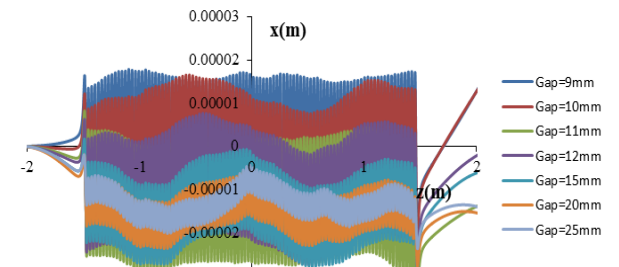 0.00003
x(m)
0.00002
0.00001
0
-2
-1
0
1
2
z(m)
-0.00001
-0.00002
Gap=9mm
Gap=10mm
Gap=11mm
Gap=12mm
Gap=15mm
Gap=20mm
Gap=25mm